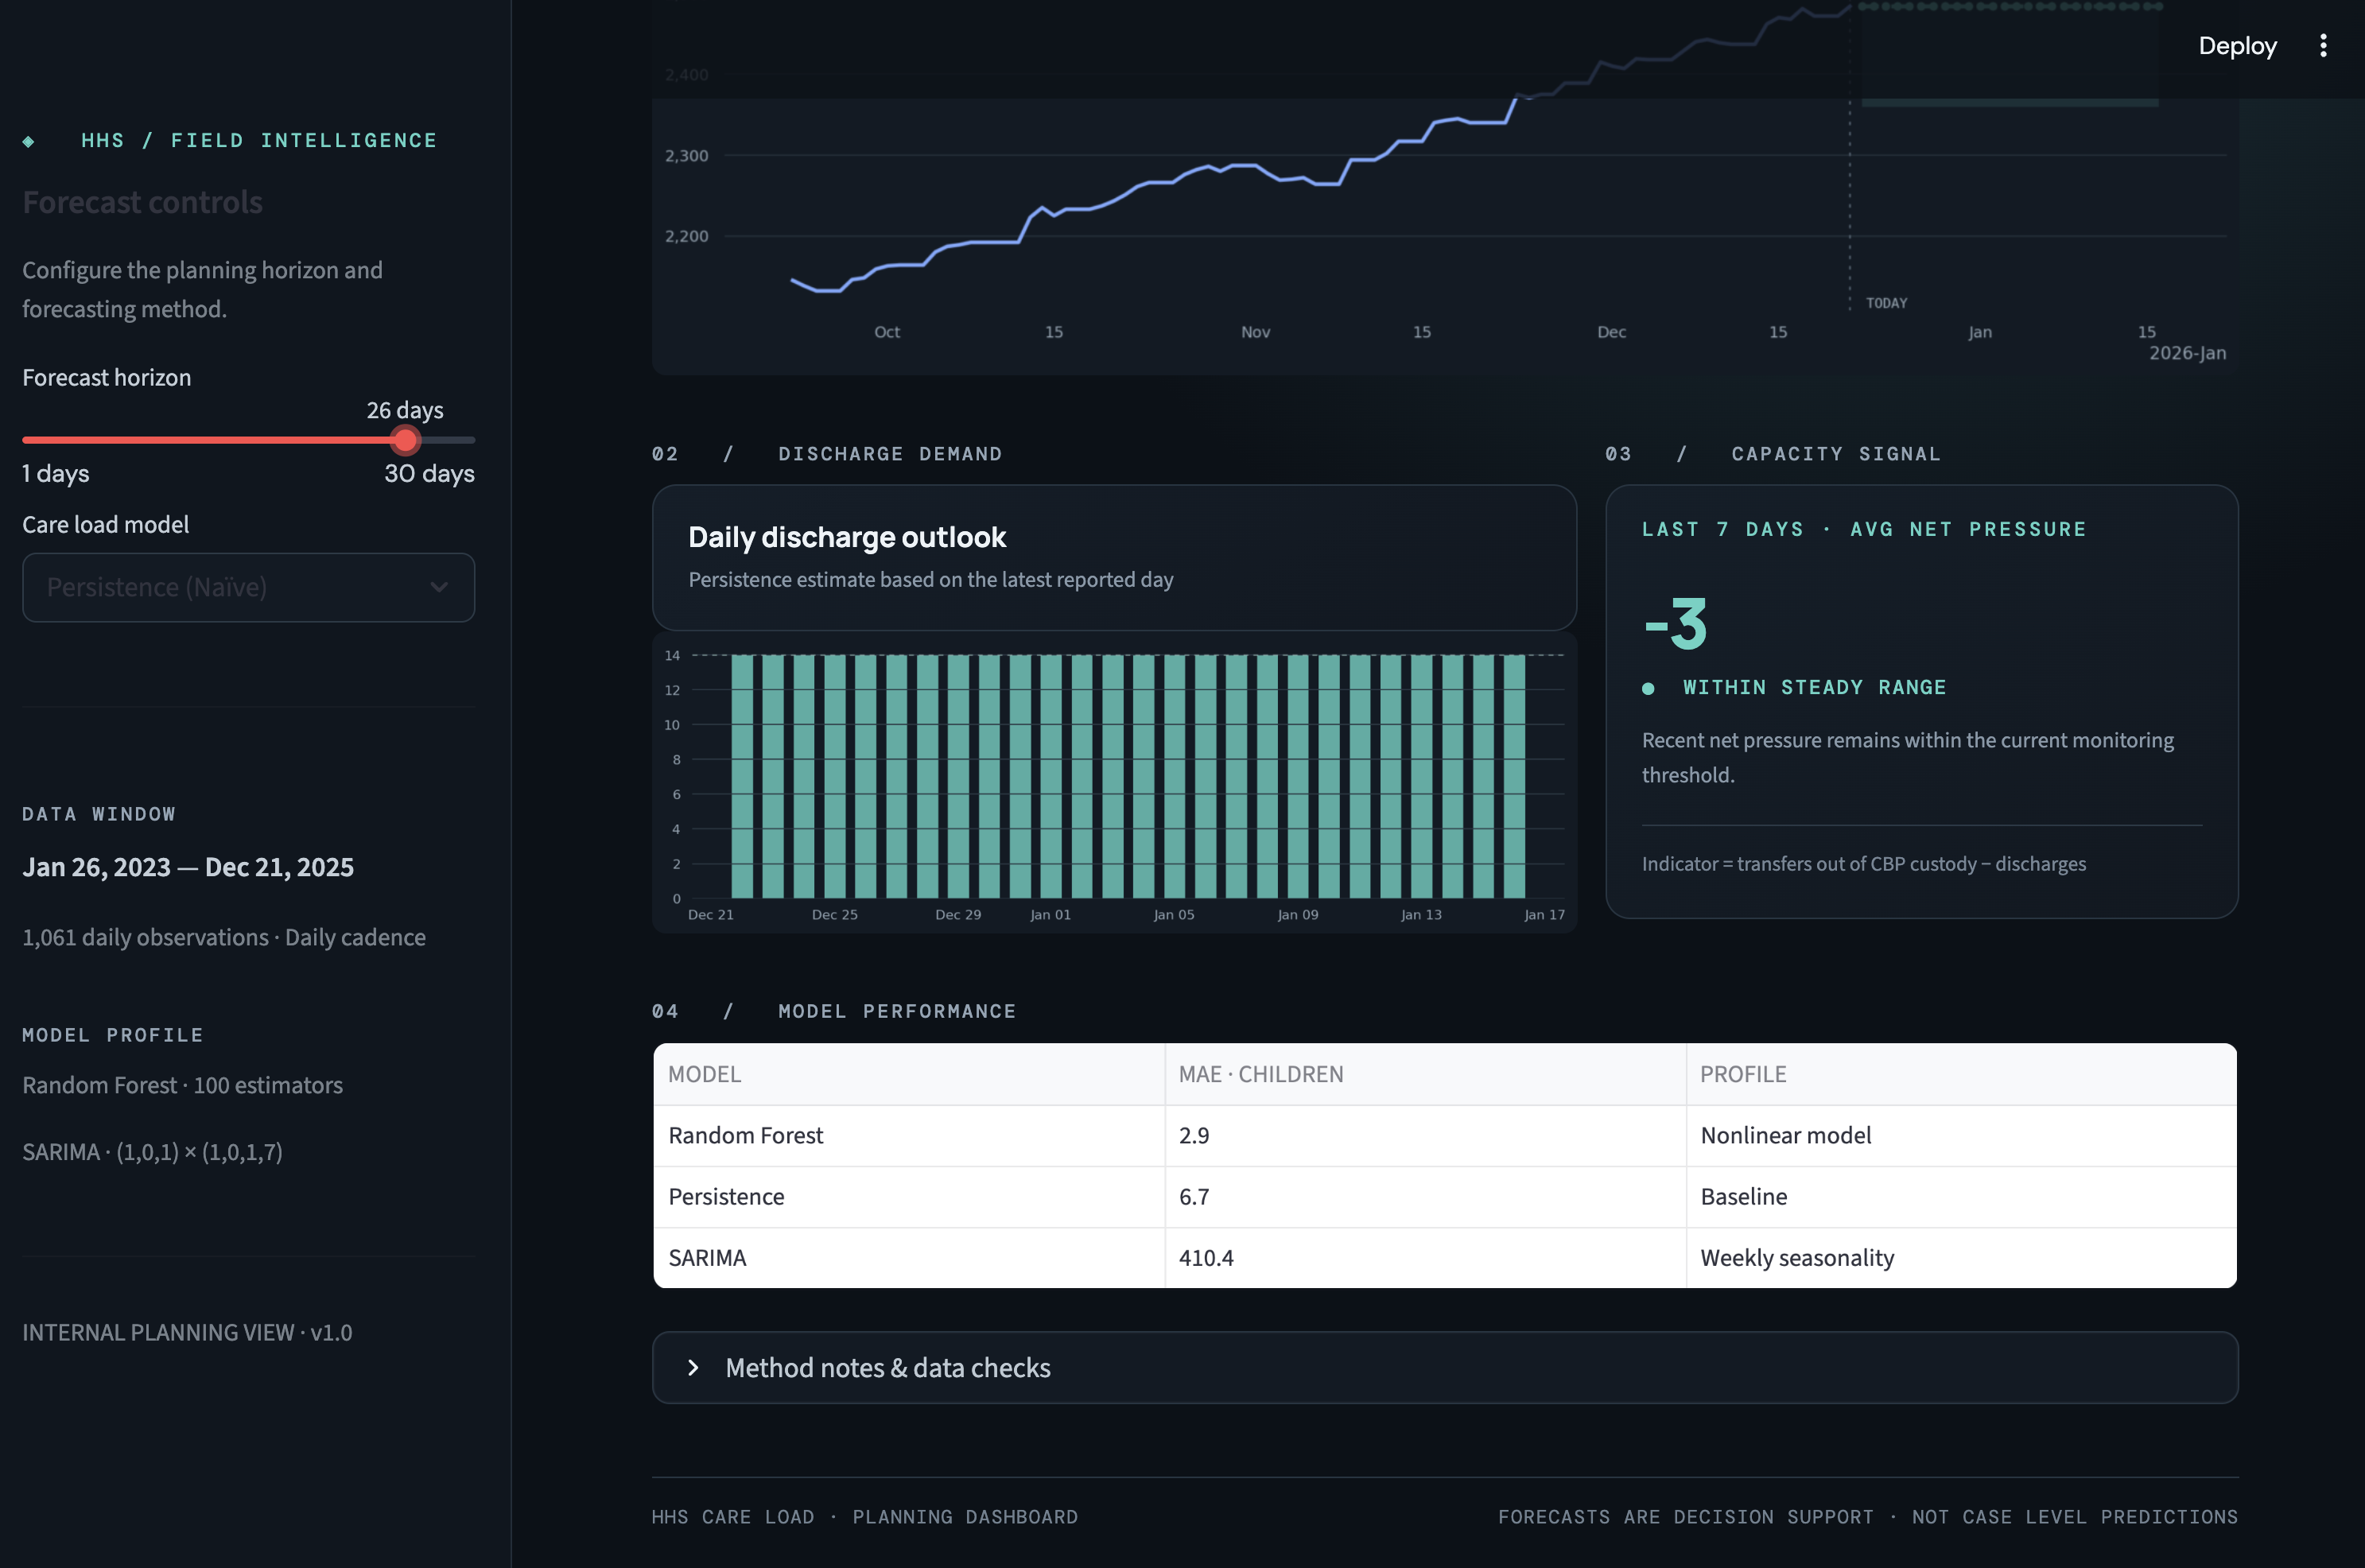 Deploy
◈ HHS / FIELD INTELLIGENCE
Forecast controls
Configure the planning horizon and
forecasting method.
Forecast horizon
26 days
1 days 30 days
Care load model
Persistence (Naïve)
DATA WINDOW
Jan 26, 2023 — Dec 21, 2025
1,061 daily observations · Daily cadence
MODEL PROFILE
Random Forest · 100 estimators
SARIMA · (1,0,1) × (1,0,1,7)
INTERNAL PLANNING VIEW · v1.0
2,400
2,300
2,200
TODAY
Oct 15 Nov 15 Dec 15 Jan 15
2026-Jan
02 / DISCHARGE DEMAND
Daily discharge outlook
Persistence estimate based on the latest reported day
14
12
10
8
6
4
2
0
Dec 21 Dec 25 Dec 29 Jan 01 Jan 05 Jan 09 Jan 13 Jan 17
03 / CAPACITY SIGNAL
LAST 7 DAYS · AVG NET PRESSURE
-3
● WITHIN STEADY RANGE
Recent net pressure remains within the current monitoring
threshold.
Indicator = transfers out of CBP custody − discharges
04 / MODEL PERFORMANCE
MODEL MAE · CHILDREN PROFILE
Random Forest 2.9 Nonlinear model
Persistence 6.7 Baseline
SARIMA 410.4 Weekly seasonality
Method notes & data checks
HHS CARE LOAD · PLANNING DASHBOARD
FORECASTS ARE DECISION SUPPORT · NOT CASE LEVEL PREDICTIONS